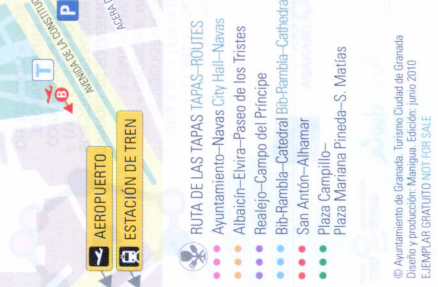 P
ACERA D
AVENIDA DE LA CONSTITUC
T
B
AEROPUERTO
ESTACIÓN DE TREN
RUTA DE LAS TAPAS TAPAS–ROUTES
Ayuntamiento–Navas City Hall–Navas
Albaicín–Elvira–Paseo de los Tristes
Realejo–Campo del Príncipe
Bib-Rambla–Catedral Bib-Rambla–Cathedra
San Antón–Alhamar
Plaza Campillo–
Plaza Mariana Pineda–S. Matías
© Ayuntamiento de Granada. Turismo Ciudad de Granada
Diseño y producción: Manigua. Edición: junio 2010
EJEMPLAR GRATUITO NOT FOR SALE